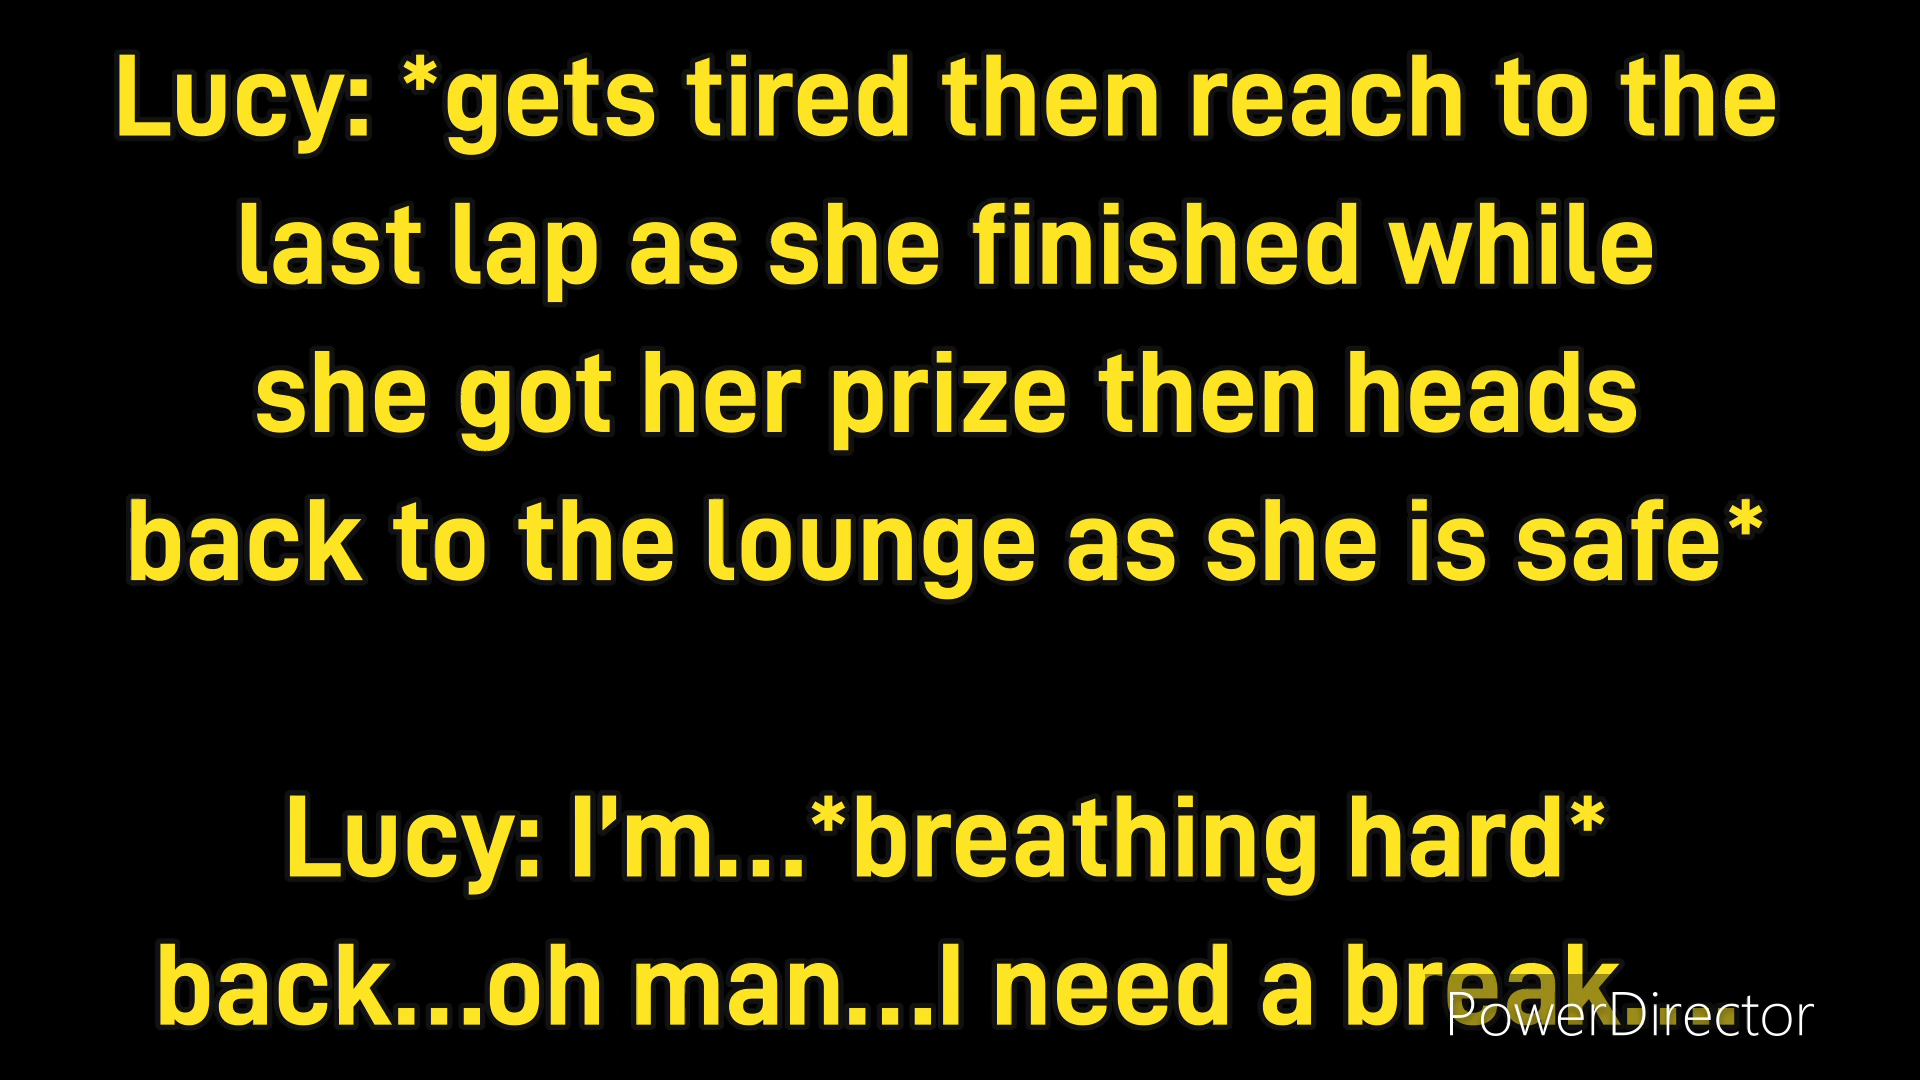 Lucy: *gets tired then reach to the
last lap as she finished while
she got her prize then heads
back to the lounge as she is safe*
Lucy: I'm...*breathing hard*
back...oh man...I need a break....
PowerDirector